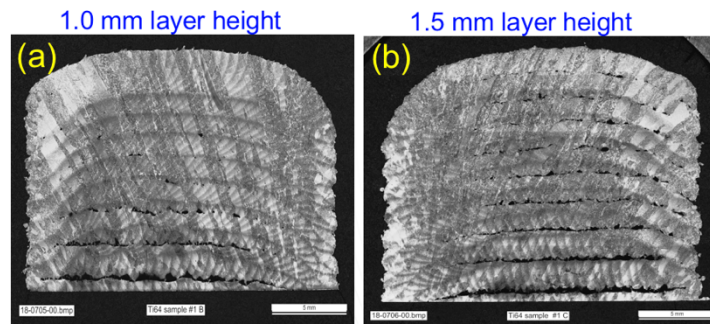 1.0 mm layer height
1.5 mm layer height
(a)
(b)
18-0705-00.bmp
Ti64 sample #1 B
5 mm
18-0706-00.bmp
Ti64 sample #1 C
5 mm